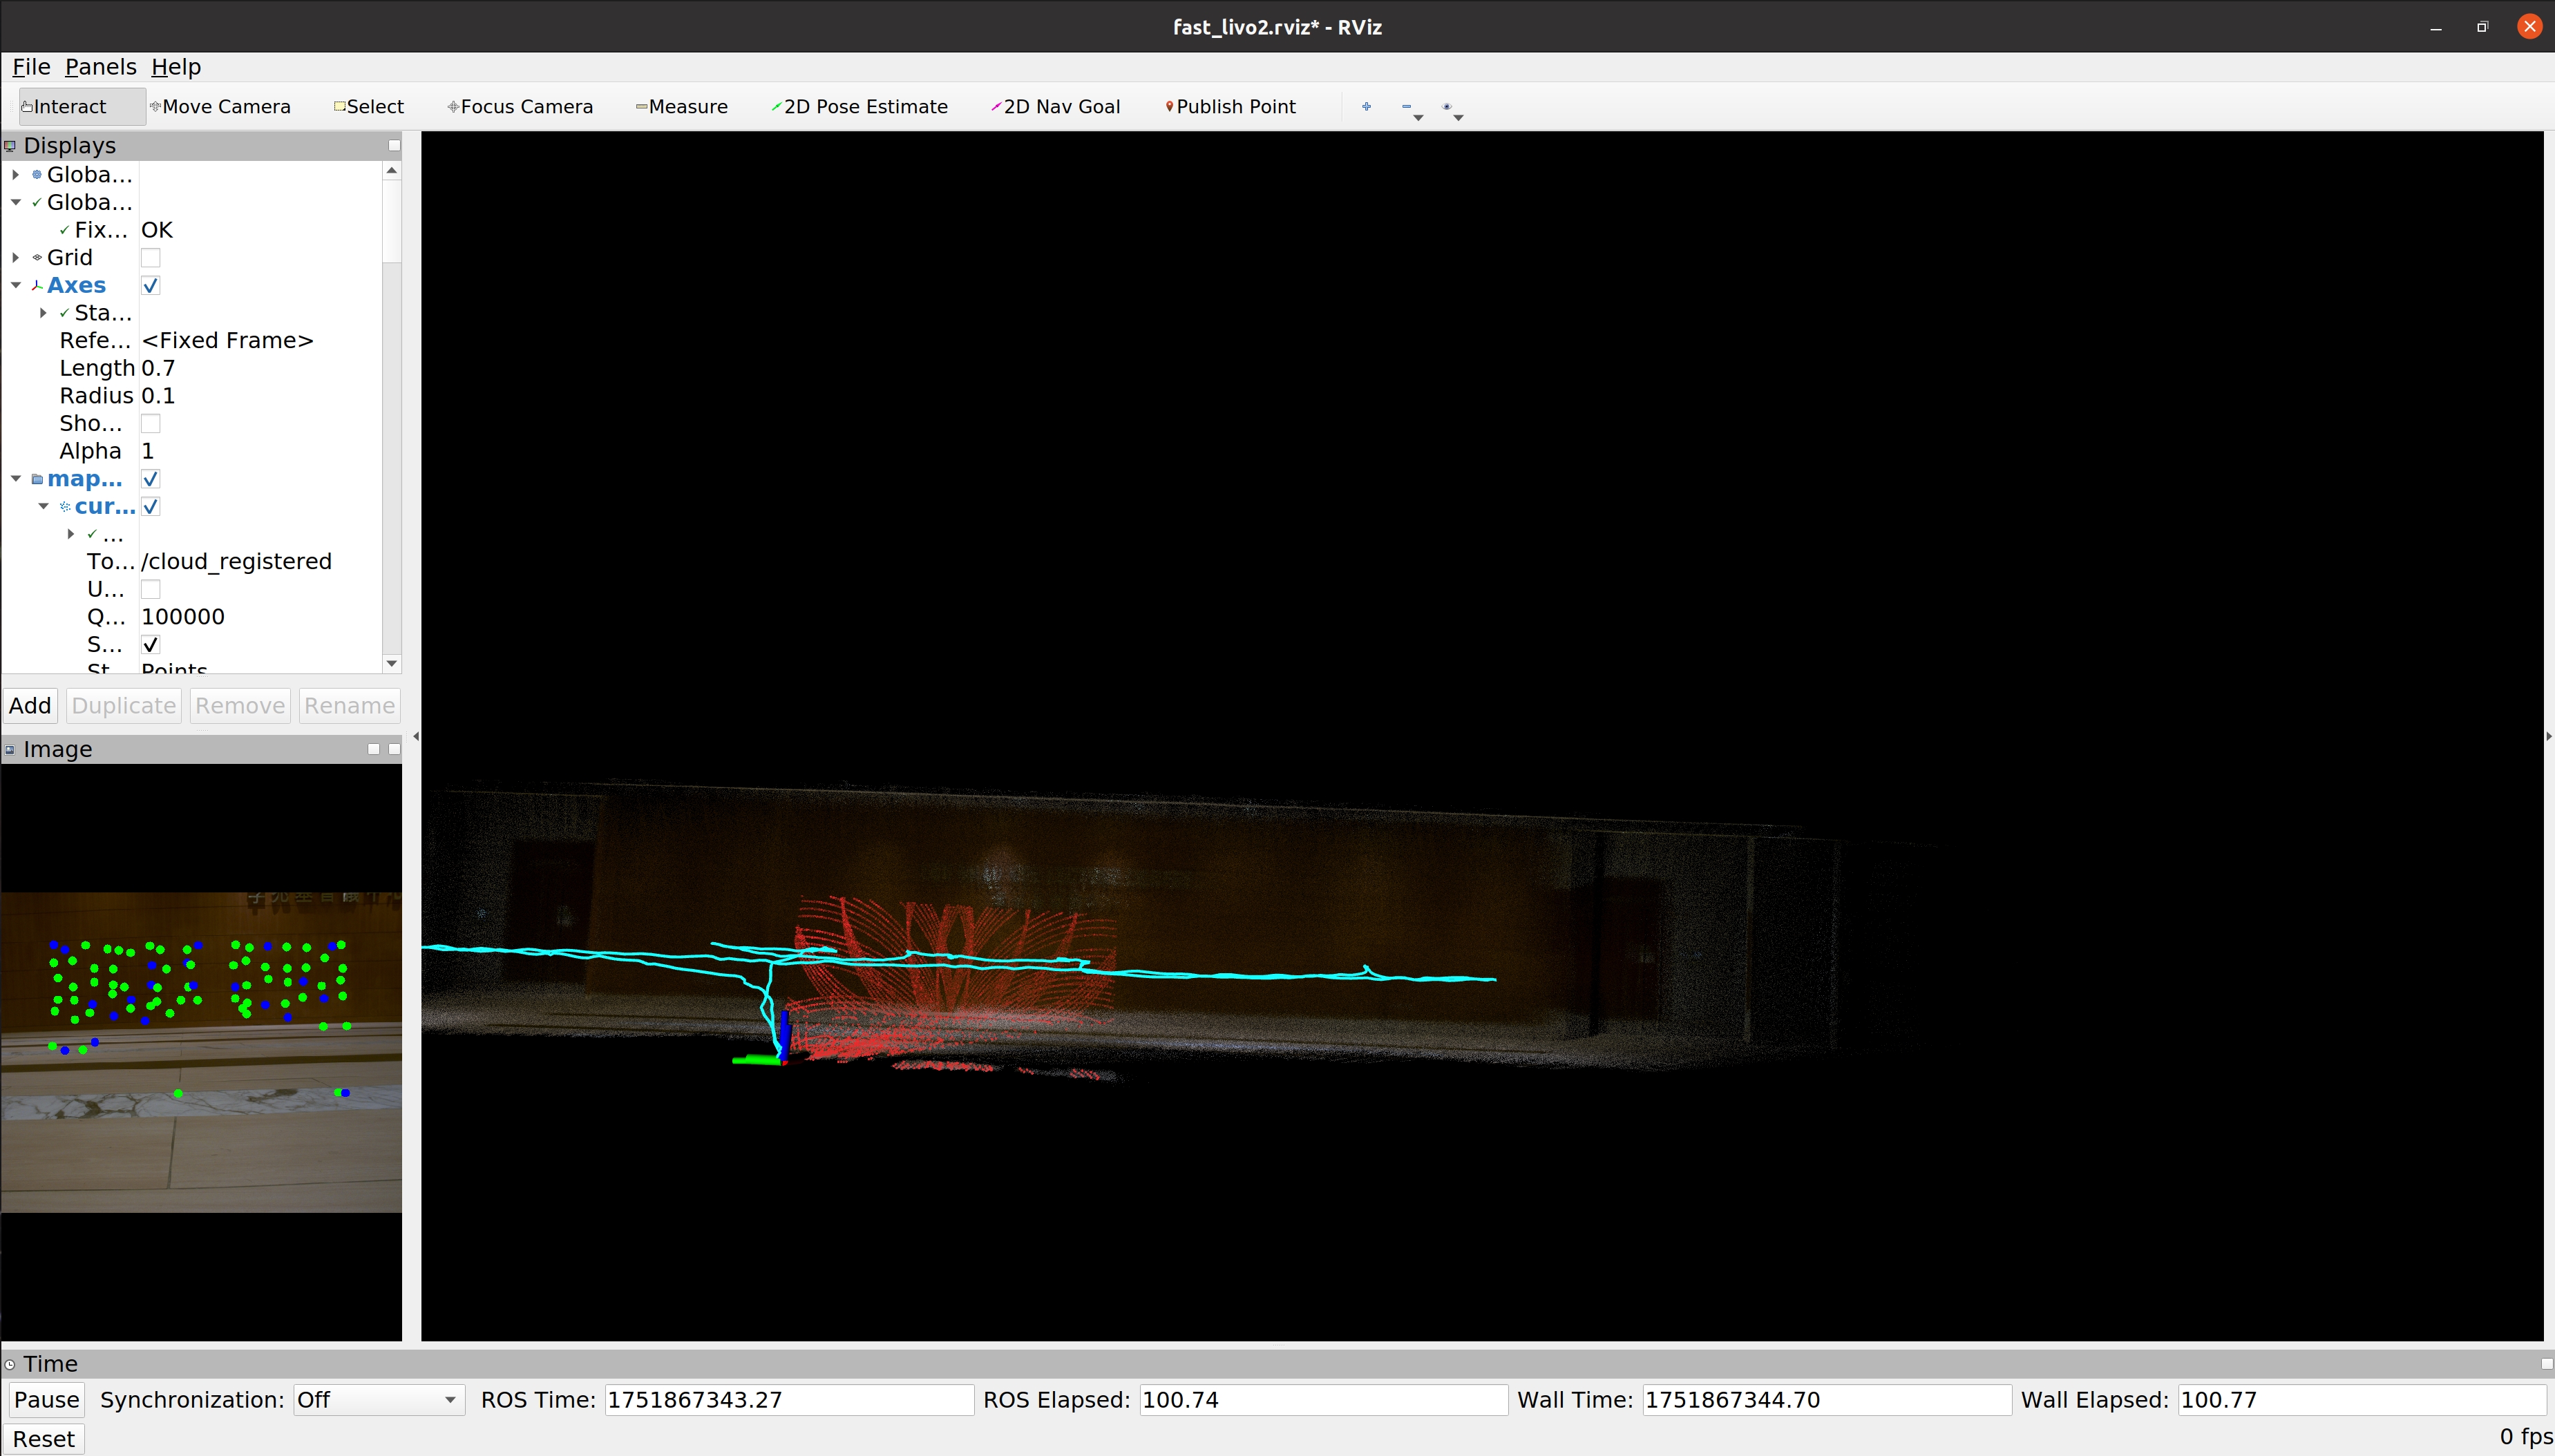 fast_livo2.rviz* - RViz
File Panels Help
Interact Move Camera Select Focus Camera Measure 2D Pose Estimate 2D Nav Goal Publish Point
Displays
Globa...
Globa...
Fix... OK
Grid
Axes
Sta...
Refe... <Fixed Frame>
Length 0.7
Radius 0.1
Sho...
Alpha 1
map...
cur...
...
To... /cloud_registered
U...
Q... 100000
S...
St Points
Add Duplicate Remove Rename
Image
Time
Pause Synchronization: Off ROS Time: 1751867343.27 ROS Elapsed: 100.74 Wall Time: 1751867344.70 Wall Elapsed: 100.77
Reset 0 fps